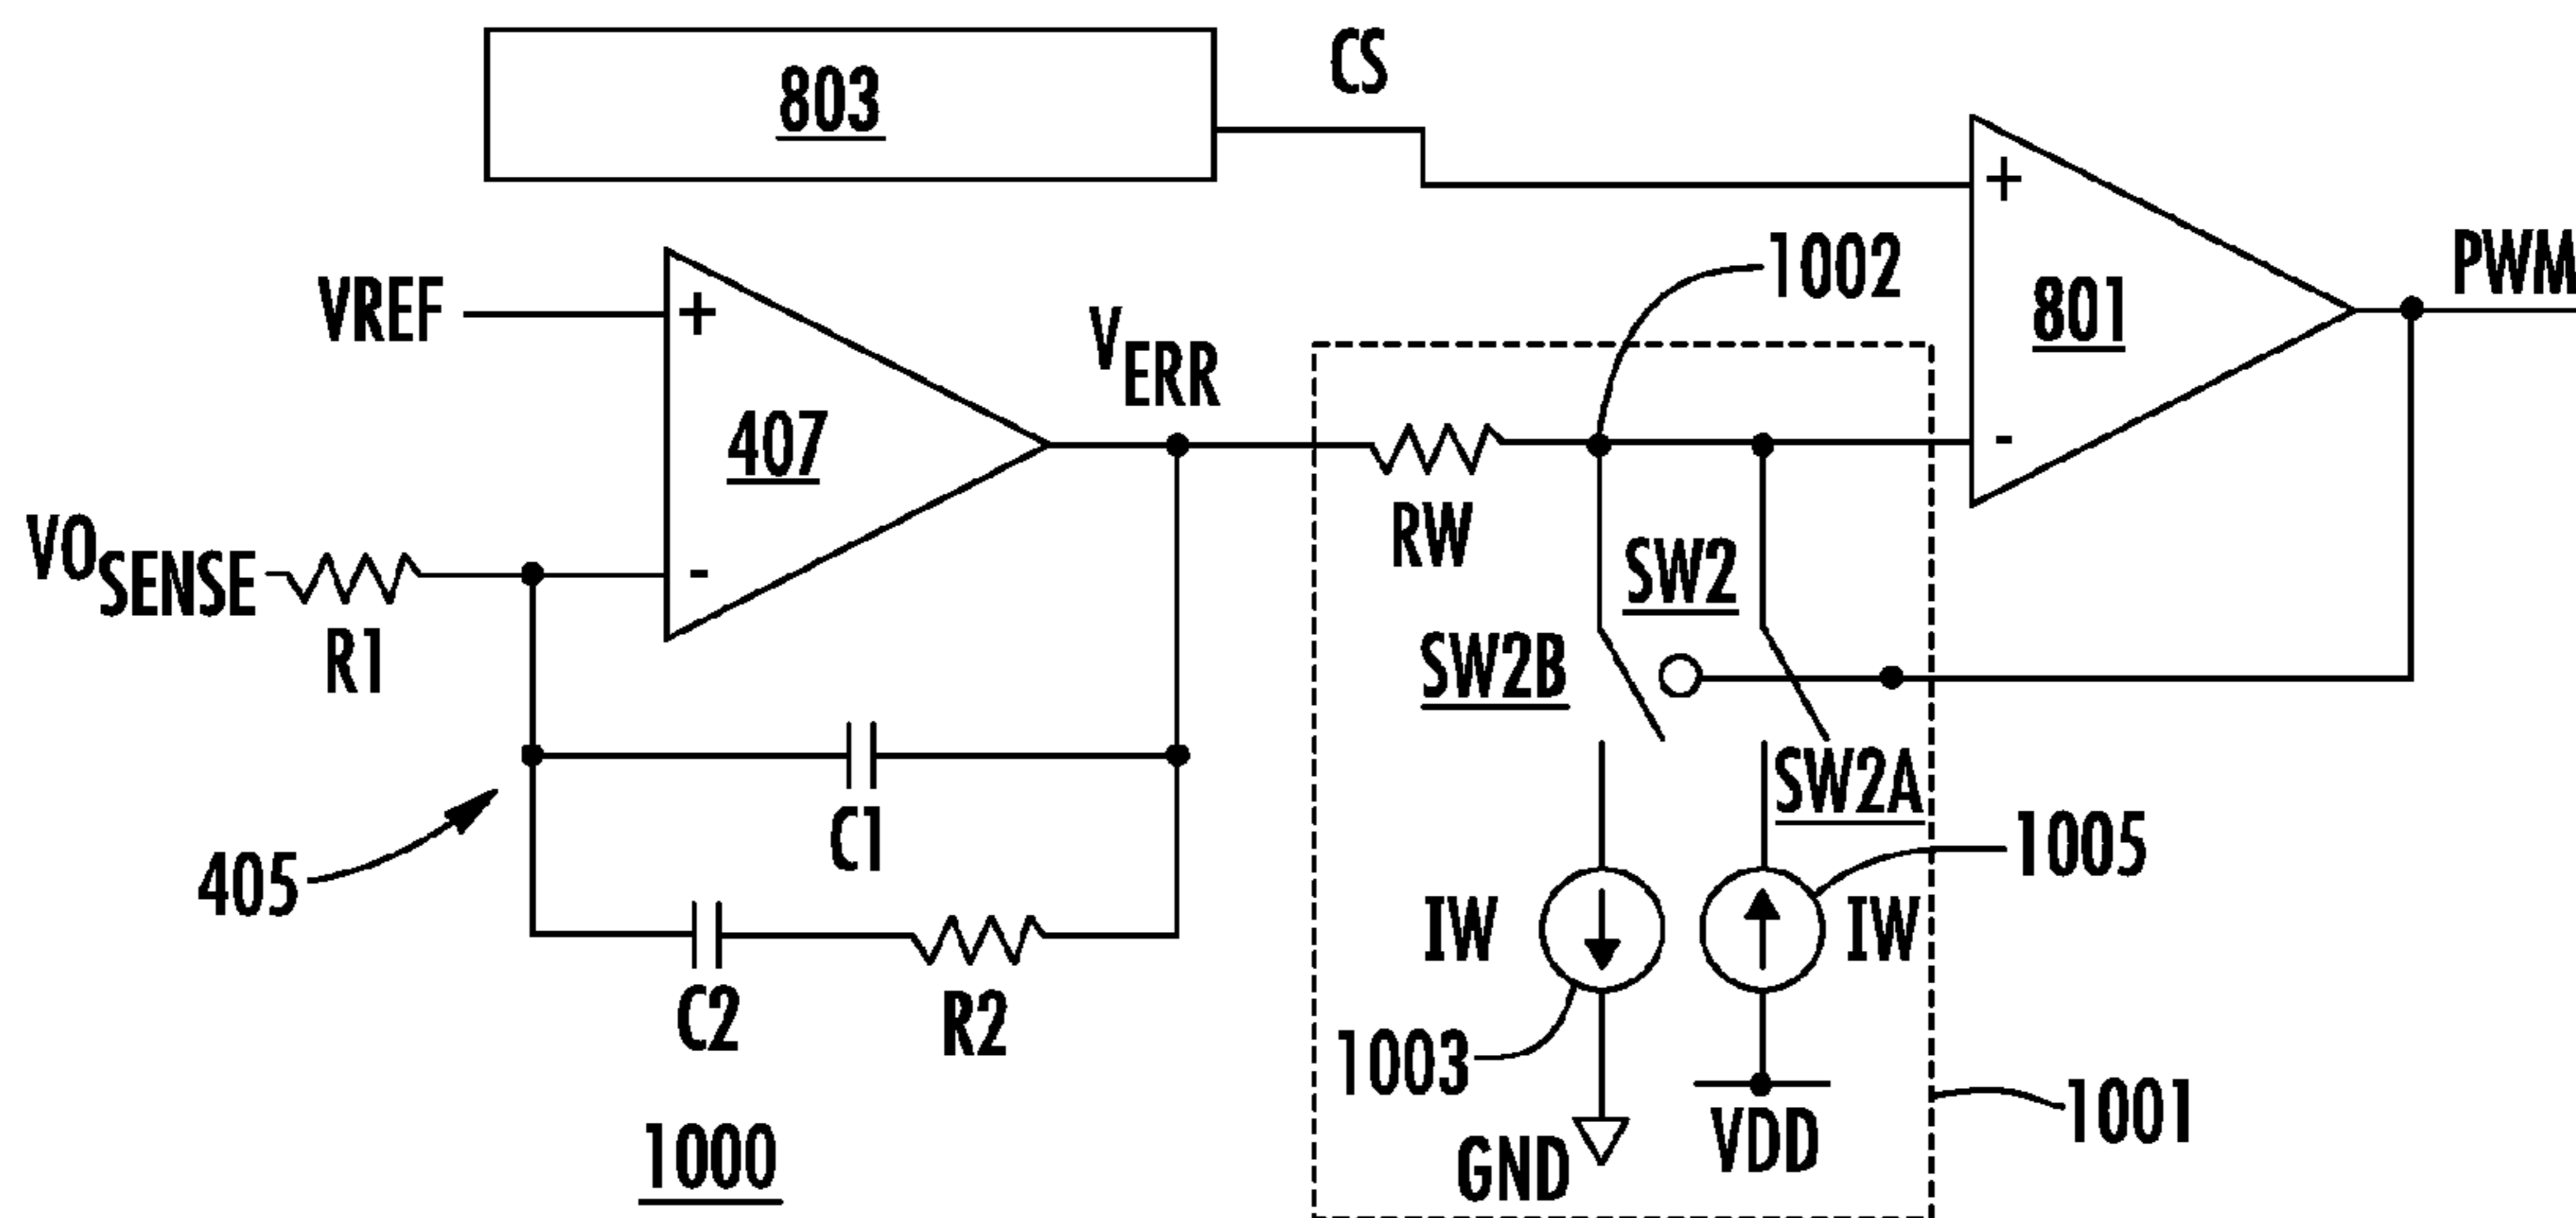 803
CS
+
1002
801
PWM
VREF
+
407
VERR
-
RW
VOSENSE
-
R1
SW2
SW2B
SW2A
C1
405
1005
IW
IW
C2
R2
1003
VDD
1001
GND
1000